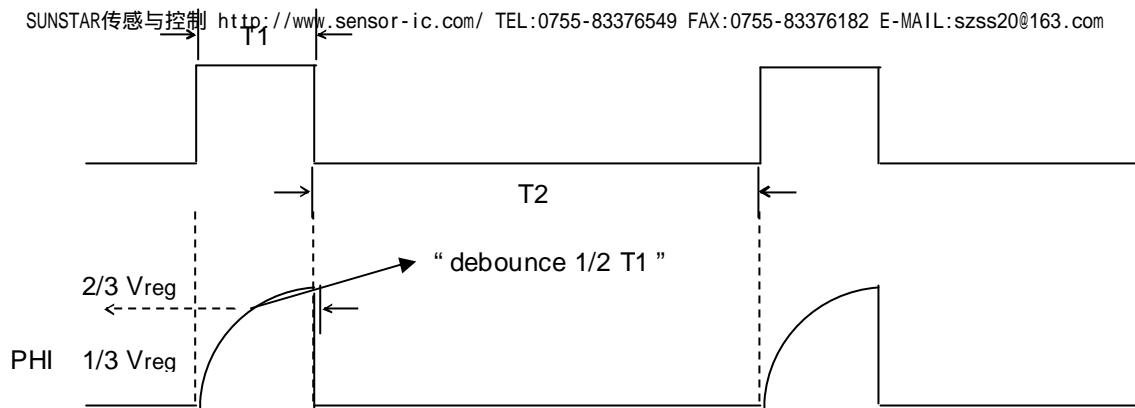 SUNSTAR传感与控制 http://www.sensor-ic.com/ TEL:0755-83376549 FAX:0755-83376182 E-MAIL:szss20@163.com
T1
T2
“ debounce 1/2 T1 ”
2/3 Vreg
PHI 1/3 Vreg